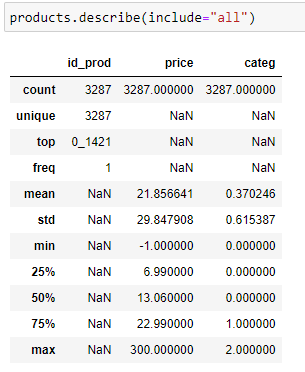 products.describe(include="all")
id_prod price categ
count 3287 3287.000000 3287.000000
unique 3287 NaN NaN
top 0_1421 NaN NaN
freq 1 NaN NaN
mean NaN 21.856641 0.370246
std NaN 29.847908 0.615387
min NaN -1.000000 0.000000
25% NaN 6.990000 0.000000
50% NaN 13.060000 0.000000
75% NaN 22.990000 1.000000
max NaN 300.000000 2.000000